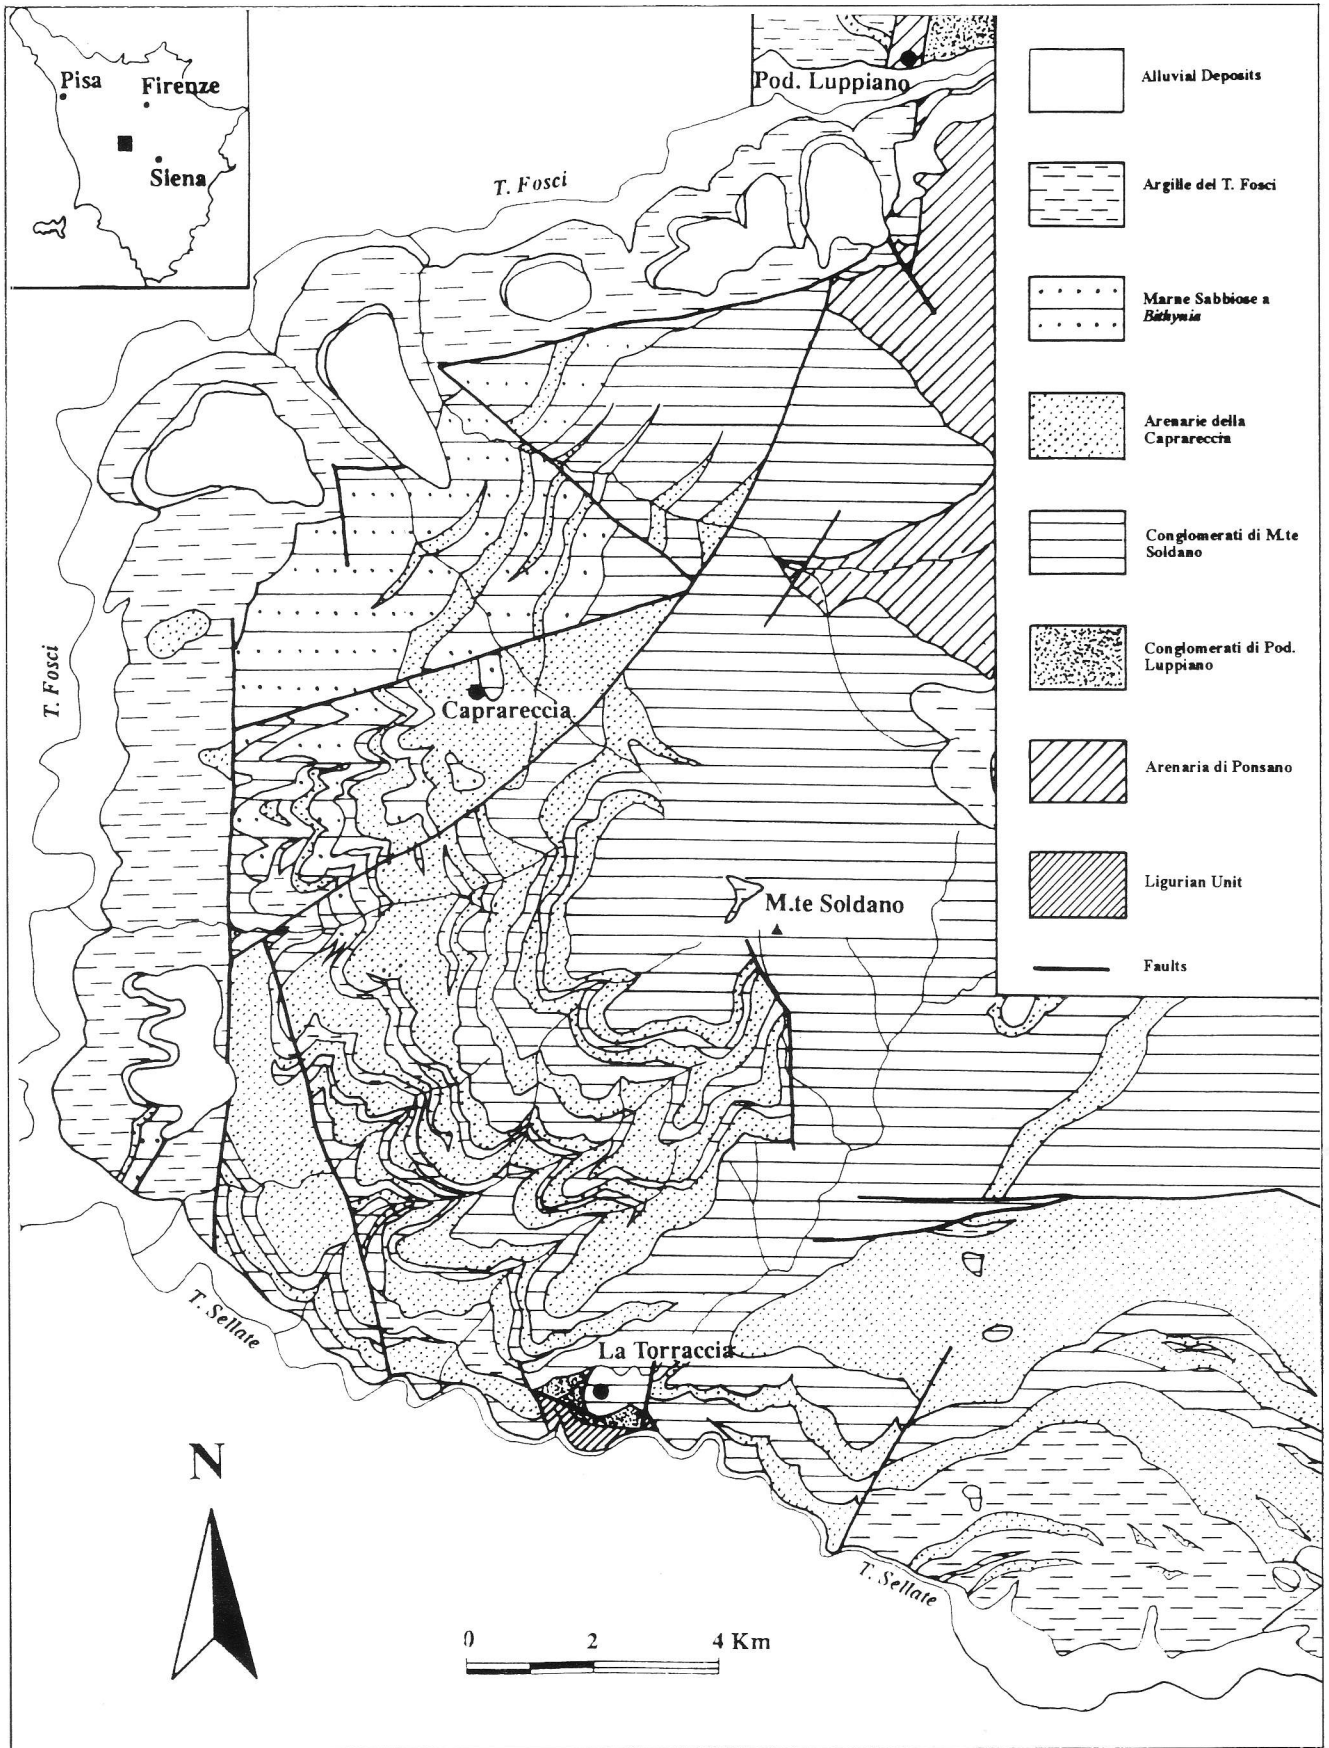 Pisa
Firenze
Siena
Pod. Luppiano
T. Fosci
T. Fosci
Caprareccia
M.te Soldano
La Torraccia
T. Sellate
T. Sellate
N
0 2 4 Km
Alluvial Deposits
Argille del T. Fosci
Marne Sabbiose a
Bithynia
Arenarie della
Caprareccia
Conglomerati di M.te
Soldano
Conglomerati di Pod.
Luppiano
Arenaria di Ponsano
Ligurian Unit
Faults